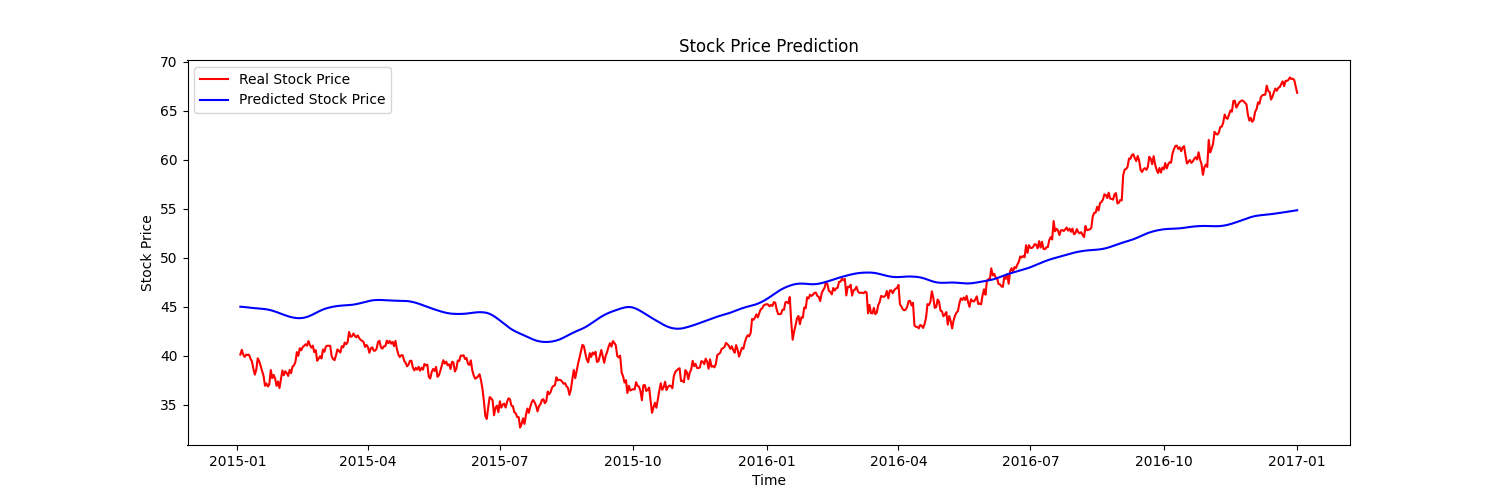 Stock Price Prediction
70
65
60
55
50
45
40
35
Stock Price
Real Stock Price
Predicted Stock Price
2015-01 2015-04 2015-07 2015-10 2016-01 2016-04 2016-07 2016-10 2017-01
Time